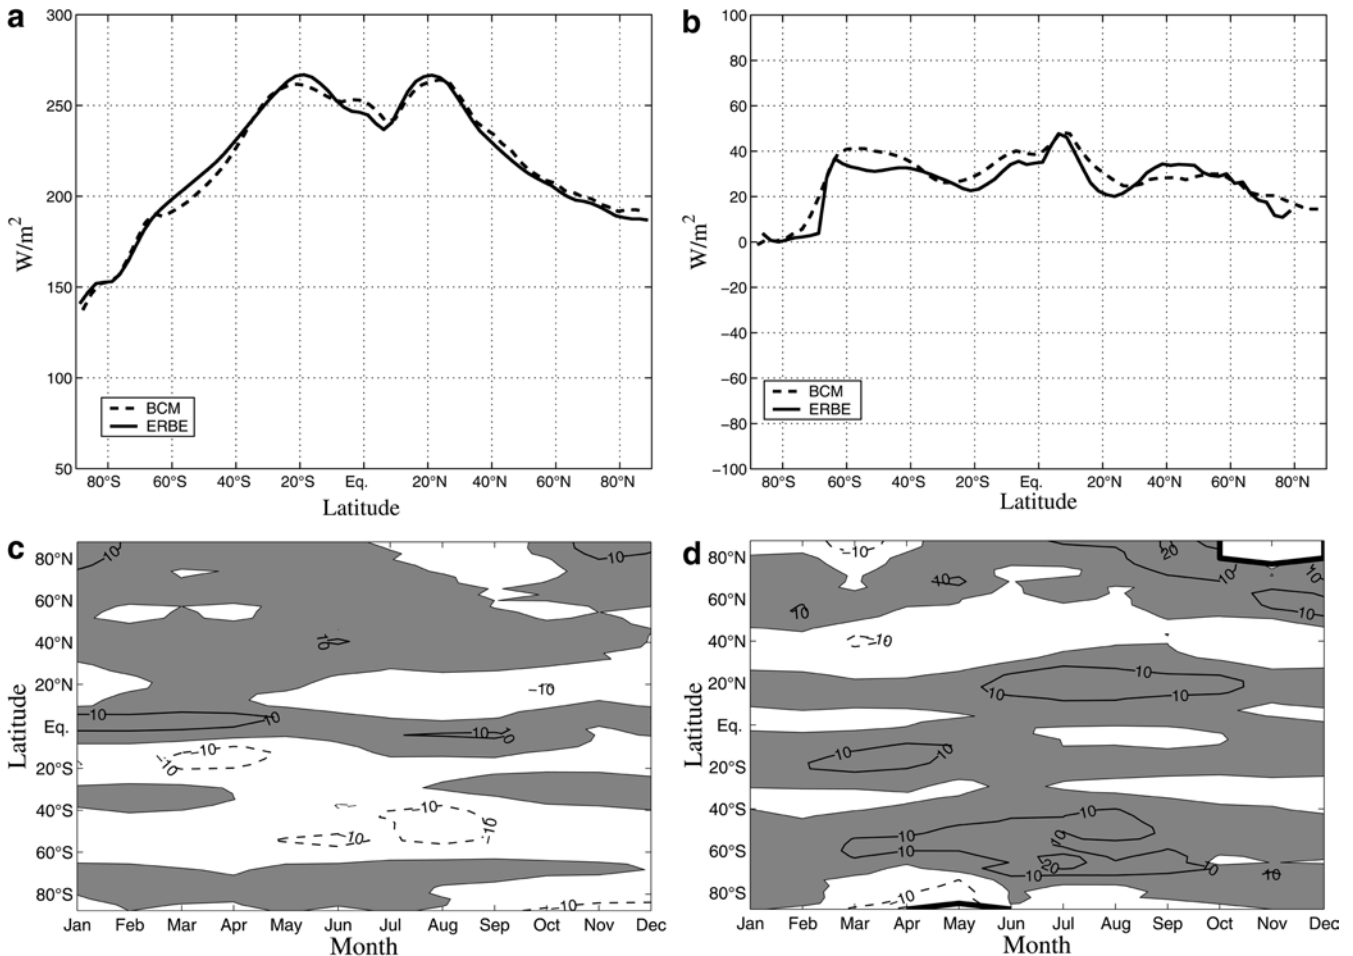 a
300
250
200
150
100
50
W/m2
BCM
ERBE
80°S 60°S 40°S 20°S Eq. 20°N 40°N 60°N 80°N
Latitude
b
100
80
60
40
20
0
−20
−40
−60
−80
−100
W/m2
BCM
ERBE
80°S 60°S 40°S 20°S Eq. 20°N 40°N 60°N 80°N
Latitude
c
80°N
60°N
40°N
20°N
Eq.
20°S
40°S
60°S
80°S
Latitude
10
10
10
−10
10
10
10
10
−10
−10
−10
−10
−10
−10
Jan Feb Mar Apr May Jun Jul Aug Sep Oct Nov Dec
Month
d
80°N
60°N
40°N
20°N
Eq.
20°S
40°S
60°S
80°S
Latitude
−10
20
10
10
10
10
10
−10
10
10
10
10
10
10
10
10
20
10
10
−10
Jan Feb Mar Apr May Jun Jul Aug Sep Oct Nov Dec
Month